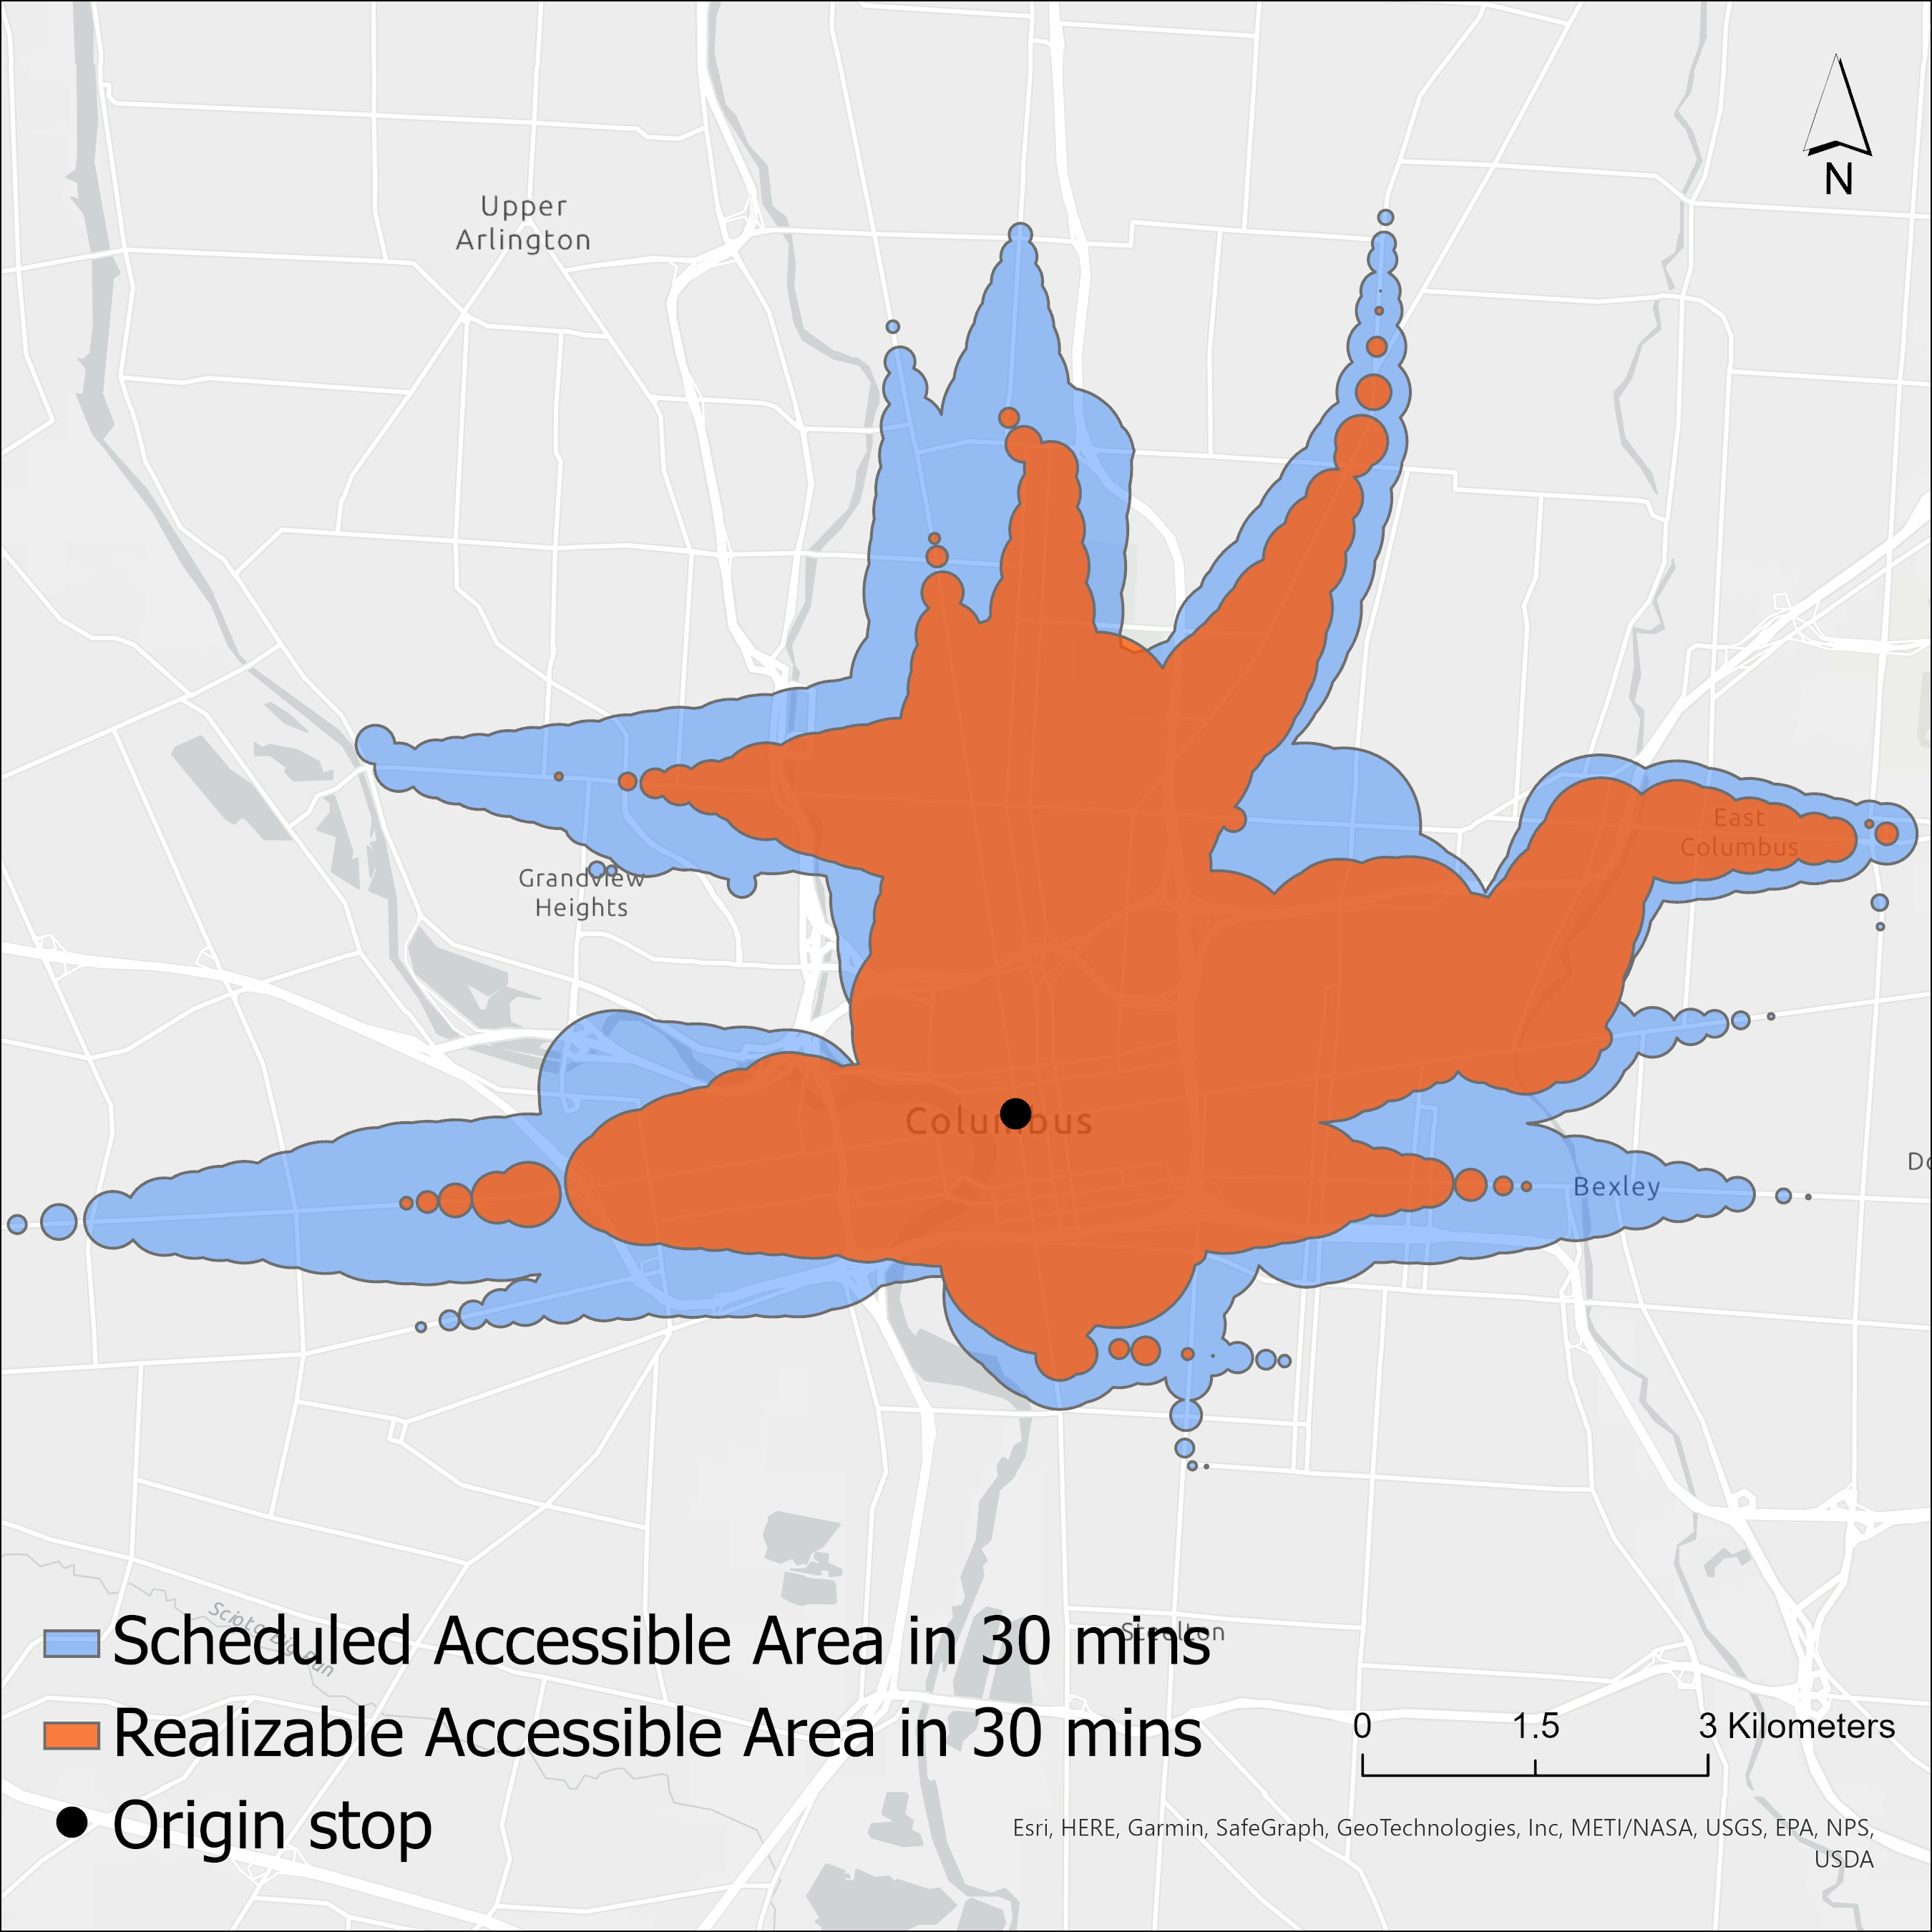 N
Upper
Arlington
East
Columbus
Grandview
Heights
Columbus
Bexley
Scheduled Accessible Area in 30 mins
Steelton
Realizable Accessible Area in 30 mins
0 1.5 3 Kilometers
Origin stop
Esri, HERE, Garmin, SafeGraph, GeoTechnologies, Inc, METI/NASA, USGS, EPA, NPS,
USDA